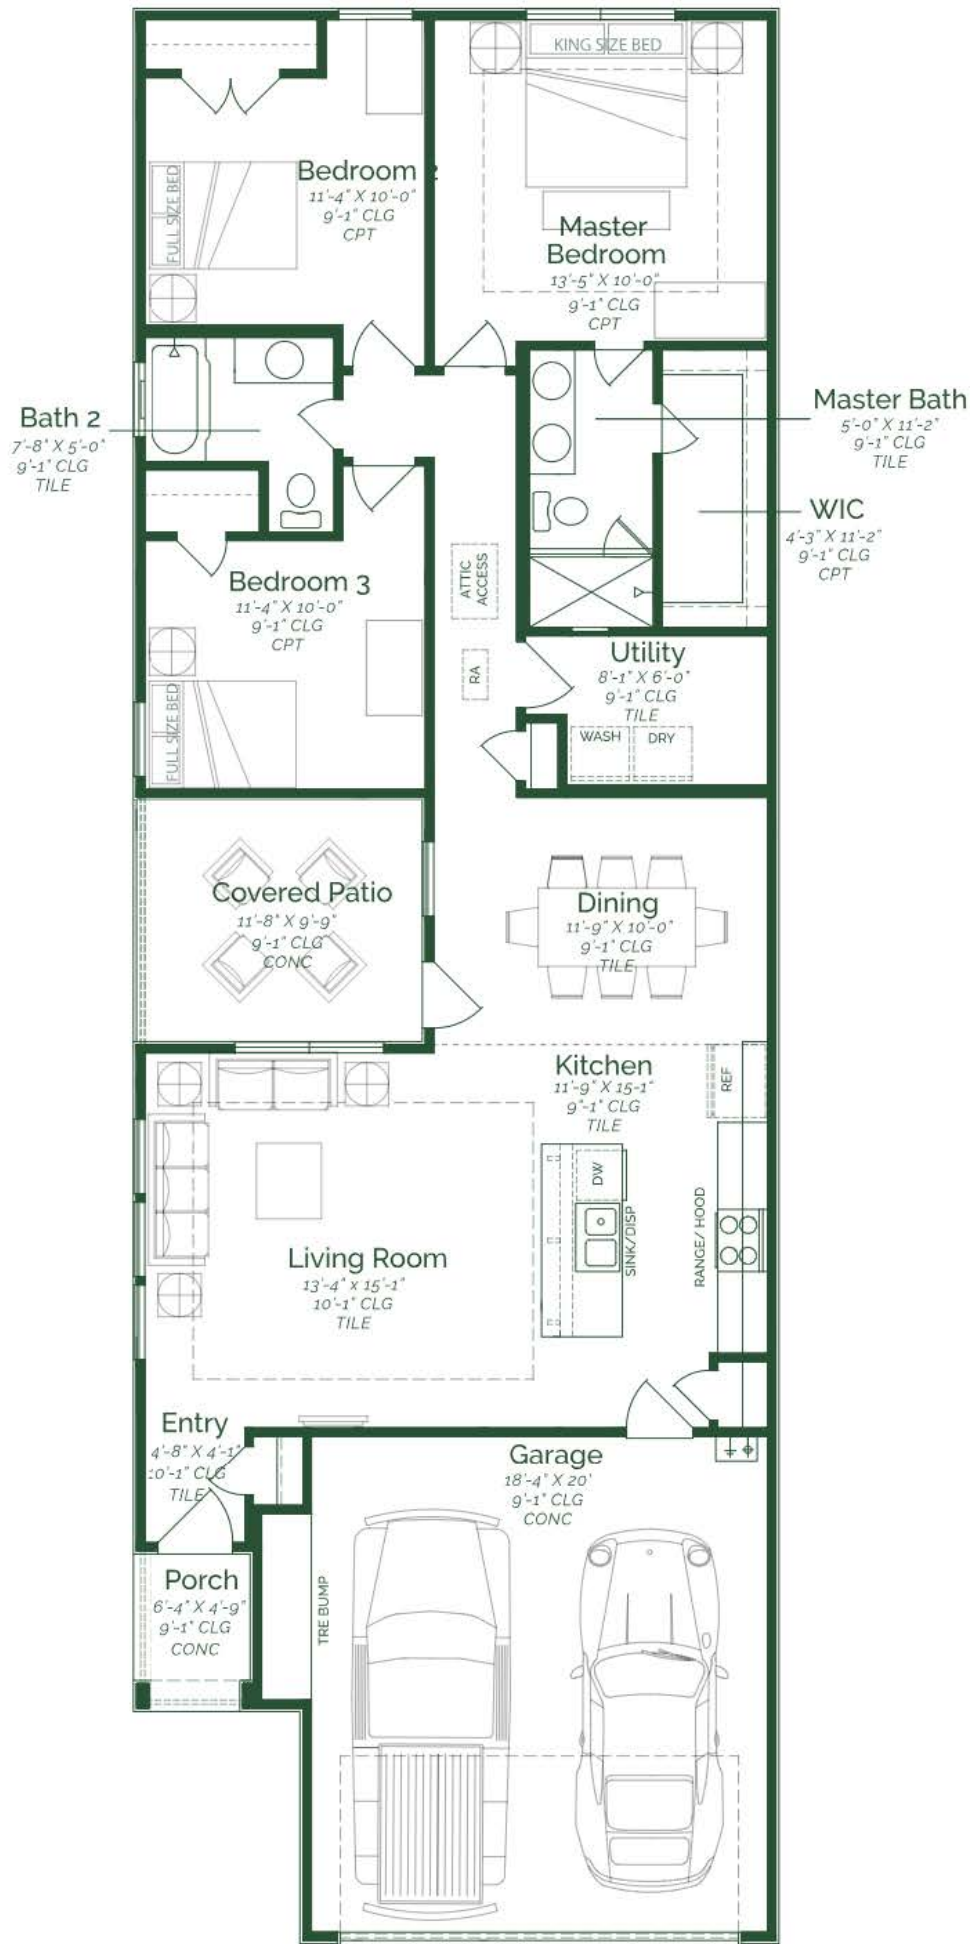 KING SIZE BED
Bedroom 2
11'-4" X 10'-0"
9'-1" CLG
CPT
FULL SIZE BED
Master
Bedroom
13'-5" X 10'-0"
9'-1" CLG
CPT
Bath 2
7'-8" X 5'-0"
9'-1" CLG
TILE
Master Bath
5'-0" X 11'-2"
9'-1" CLG
TILE
WIC
4'-3" X 11'-2"
9'-1" CLG
CPT
ATTIC
ACCESS
Bedroom 3
11'-4" X 10'-0"
9'-1" CLG
CPT
FULL SIZE BED
RA
Utility
8'-1" X 6'-0"
9'-1" CLG
TILE
WASH
DRY
Covered Patio
11'-8" X 9'-9"
9'-1" CLG
CONC
Dining
11'-9" X 10'-0"
9'-1" CLG
TILE
Kitchen
11'-9" X 15'-1"
9"-1" CLG
TILE
REF
DW
SINK/DISP
RANGE/ HOOD
Living Room
13'-4" x 15'-1"
10'-1" CLG
TILE
Entry
4'-8" X 4'-1"
10'-1" CLG
TILE
Garage
18'-4" X 20'
9'-1" CLG
CONC
Porch
6'-4" X 4'-9"
9'-1" CLG
CONC
TRE BUMP